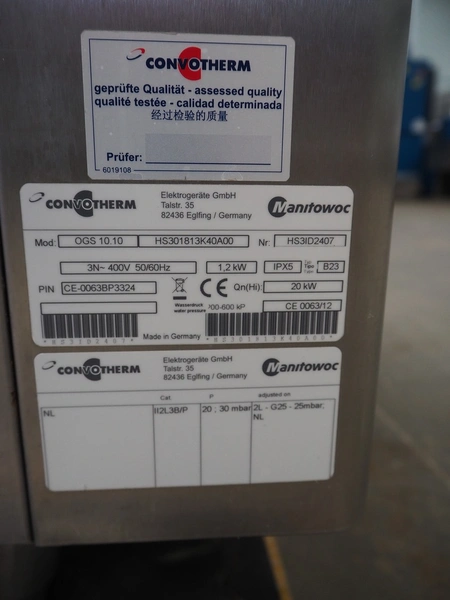 CONVOTHERM
geprüfte Qualität - assessed quality
qualité testée - calidad determinada
经过检验的质量
Prüfer:
6019108
CONVOTHERM
Elektrogeräte GmbH
Talstr. 35
82436 Eglfing / Germany
Manitowoc
Mod: OGS 10.10 HS301813K40A00 Nr: HS3ID2407
3N~ 400V 50/60Hz 1,2 kW IPX5 Type B23
PIN CE-0063BP3324 CE Qn(Hi): 20 kW
Wasserdruck
water pressure 200-600 kP CE 0063/12
Made in Germany
CONVOTHERM
Elektrogeräte GmbH
Talstr. 35
82436 Eglfing / Germany
Manitowoc
Cat. P adjusted on
NL II2L3B/P 20 ; 30 mbar 2L - G25 - 25mbar;
NL